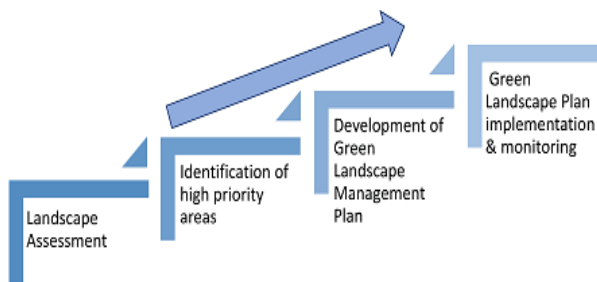 Landscape
Assessment
Identification of
high priority
areas
Development of
Green
Landscape
Management
Plan
Green
Landscape Plan
implementation
& monitoring